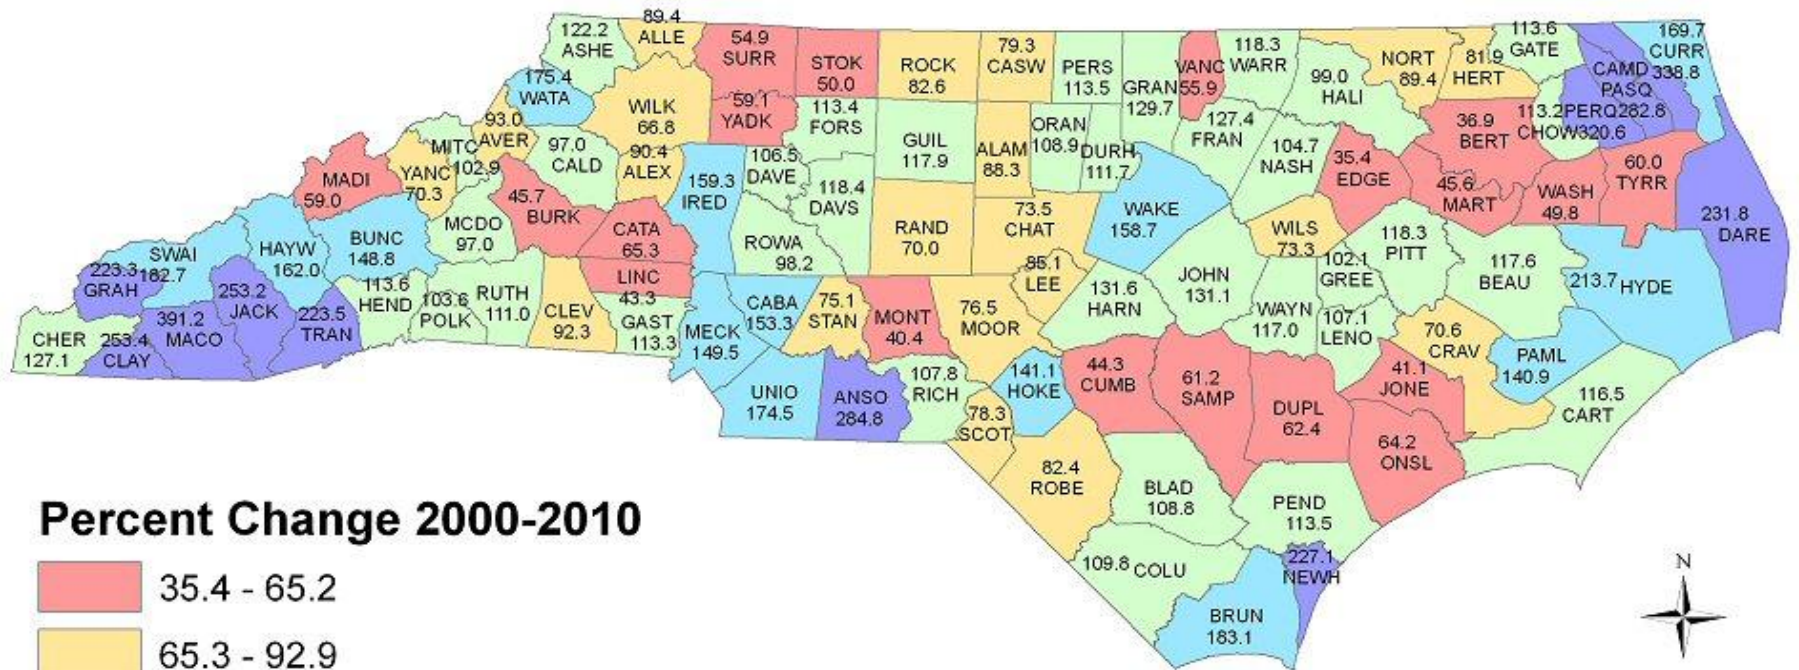 122.2
ASHE
89.4
ALLE
54.9
SURR
STOK
50.0
ROCK
82.6
79.3
CASW
PERS
113.5
GRAN
129.7
VANC
55.9
118.3
WARR
99.0
HALI
NORT
89.4
81.9
HERT
113.6
GATE
169.7
CURR
CAMD
338.8
PASQ
282.8
PERQ
320.6
113.2
CHOW
175.4
WATA
WILK
66.8
59.1
YADK
113.4
FORS
GUIL
117.9
ALAM
88.3
ORAN
108.9
DURH
111.7
127.4
FRAN
104.7
NASH
35.4
EDGE
36.9
BERT
45.6
MART
WASH
49.8
60.0
TYRR
231.8
DARE
93.0
AVER
MITC
102.9
YANC
70.3
MADI
59.0
97.0
CALD
90.4
ALEX
159.3
IRED
106.5
DAVE
118.4
DAVS
RAND
70.0
73.5
CHAT
WAKE
158.7
WILS
73.3
118.3
PITT
117.6
BEAU
213.7 HYDE
45.7
BURK
CATA
65.3
MCDO
97.0
BUNC
148.8
HAYW
162.0
SWAI
182.7
223.3
GRAH
ROWA
98.2
LINC
43.3
GAST
113.3
CLEV
92.3
RUTH
111.0
103.6
POLK
113.6
HEND
223.5
TRAN
253.2
JACK
391.2
MACO
253.4
CLAY
CHER
127.1
MECK
149.5
CABA
153.3
75.1
STAN
MONT
40.4
76.5
MOOR
85.1
LEE
131.6
HARN
JOHN
131.1
WAYN
117.0
102.1
GREE
107.1
LENO
70.6
CRAV
PAML
140.9
116.5
CART
UNIO
174.5
ANSO
284.8
107.8
RICH
78.3
SCOT
141.1
HOKE
44.3
CUMB
61.2
SAMP
DUPL
62.4
41.1
JONE
64.2
ONSL
82.4
ROBE
BLAD
108.8
PEND
113.5
109.8 COLU
227.1
NEWH
BRUN
183.1
Percent Change 2000-2010
35.4 - 65.2
65.3 - 92.9
N